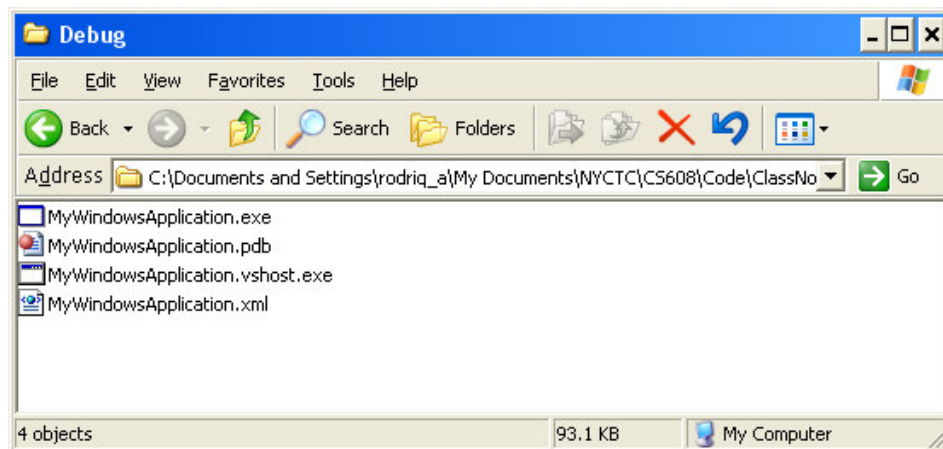 Debug
File Edit View Favorites Tools Help
Back Search Folders
Address C:\Documents and Settings\rodriq_a\My Documents\NYCTC\CS608\Code\ClassNo Go
MyWindowsApplication.exe
MyWindowsApplication.pdb
MyWindowsApplication.vshost.exe
MyWindowsApplication.xml
4 objects 93.1 KB My Computer